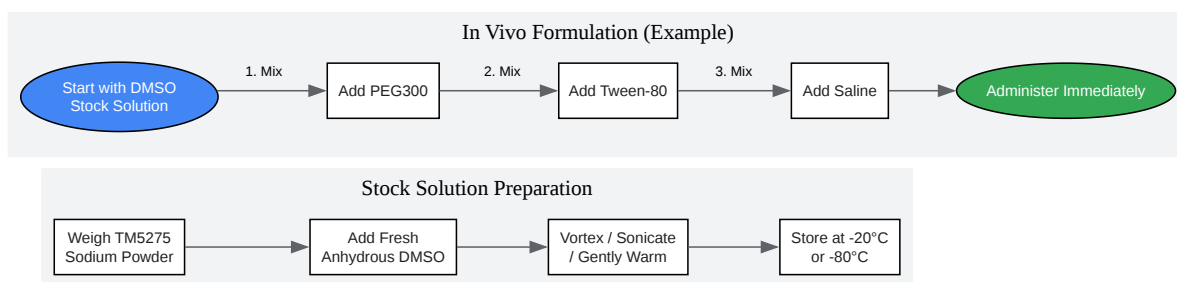 In Vivo Formulation (Example)
Start with DMSO
Stock Solution
1. Mix
Add PEG300
2. Mix
Add Tween-80
3. Mix
Add Saline
Administer Immediately
Stock Solution Preparation
Weigh TM5275
Sodium Powder
Add Fresh
Anhydrous DMSO
Vortex / Sonicate
/ Gently Warm
Store at -20°C
or -80°C